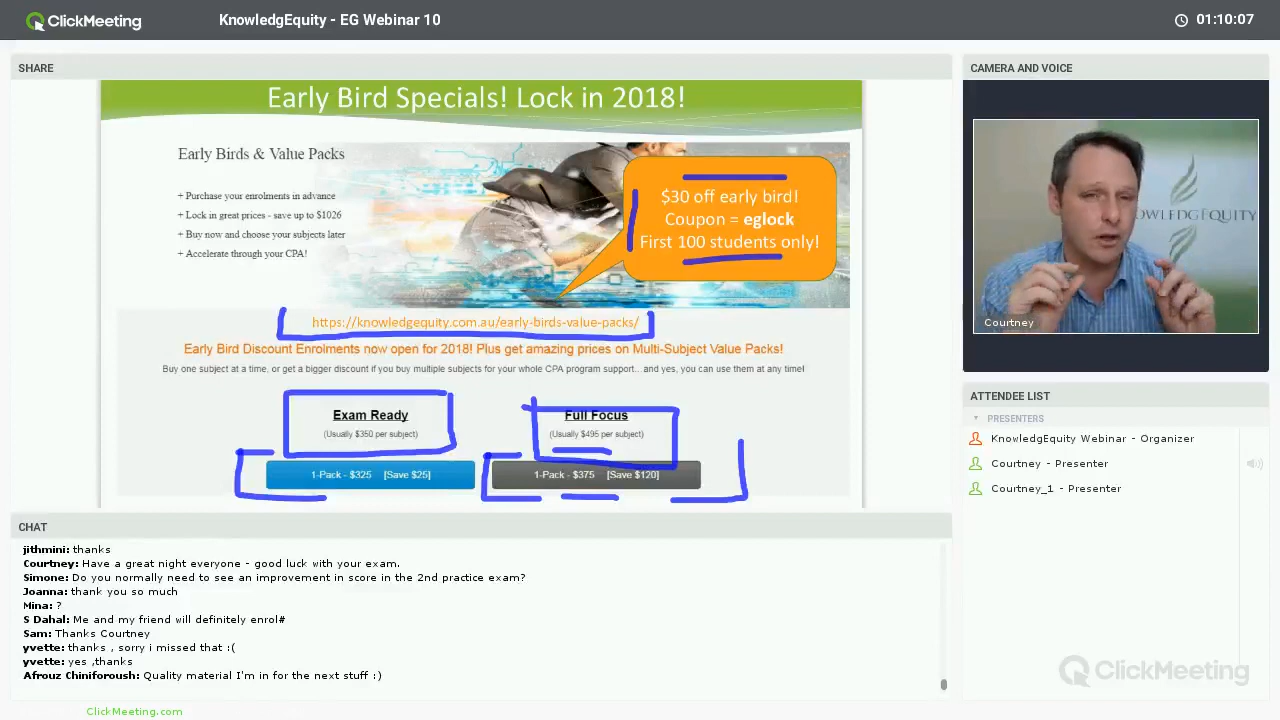 ClickMeeting
KnowledgEquity - EG Webinar 10
01:10:07
SHARE
Early Bird Specials! Lock in 2018!
Early Birds & Value Packs
+ Purchase your enrolments in advance
+ Lock in great prices - save up to $1026
+ Buy now and choose your subjects later
+ Accelerate through your CPA!
$30 off early bird!
Coupon = eglock
First 100 students only!
https://knowledgequity.com.au/early-birds-value-packs/
Early Bird Discount Enrolments now open for 2018! Plus get amazing prices on Multi-Subject Value Packs!
Buy one subject at a time, or get a bigger discount if you buy multiple subjects for your whole CPA program support...and yes, you can use them at any time!
Exam Ready
(Usually $350 per subject)
1-Pack - $325 [Save $25]
Full Focus
(Usually $495 per subject)
1-Pack - $375 [Save $120]
CAMERA AND VOICE
NOWLEDGEQUITY
Courtney
ATTENDEE LIST
PRESENTERS
KnowledgEquity Webinar - Organizer
Courtney - Presenter
Courtney_1 - Presenter
CHAT
jithmini: thanks
Courtney: Have a great night everyone - good luck with your exam.
Simone: Do you normally need to see an improvement in score in the 2nd practice exam?
Joanna: thank you so much
Mina: ?
S Dahal: Me and my friend will definitely enrol#
Sam: Thanks Courtney
yvette: thanks , sorry i missed that :(
yvette: yes ,thanks
Afrouz Chiniforoush: Quality material I'm in for the next stuff :)
ClickMeeting
ClickMeeting.com